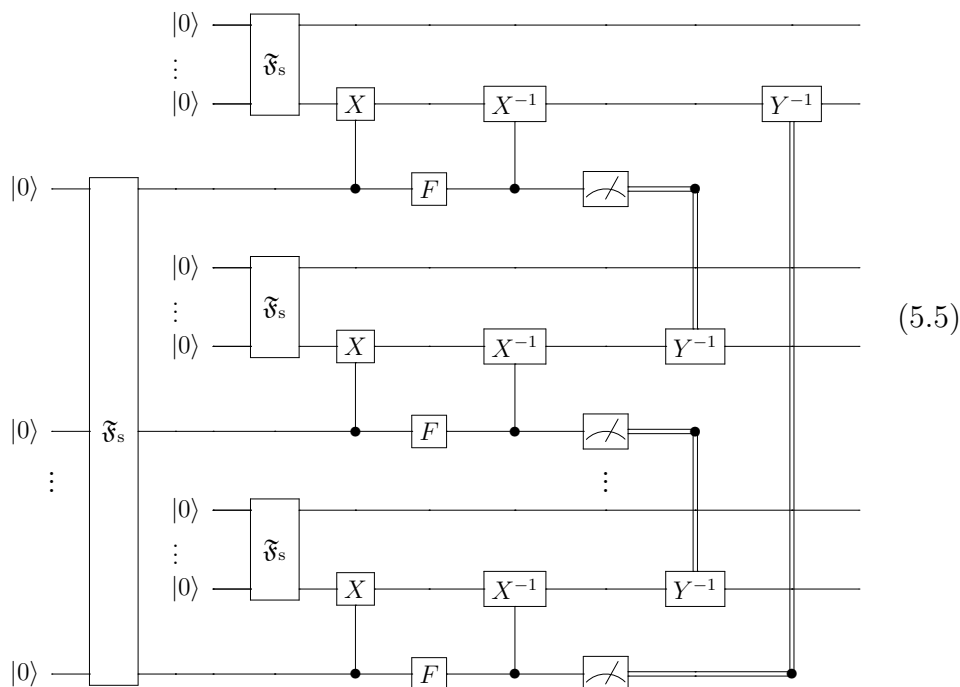 |0⟩
⋮ 𝔉s
|0⟩ X X⁻¹ Y⁻¹
|0⟩ F
|0⟩
⋮ 𝔉s (5.5)
|0⟩ X X⁻¹ Y⁻¹
|0⟩ 𝔉s F
⋮ ⋮
|0⟩
⋮ 𝔉s
|0⟩ X X⁻¹ Y⁻¹
|0⟩ F